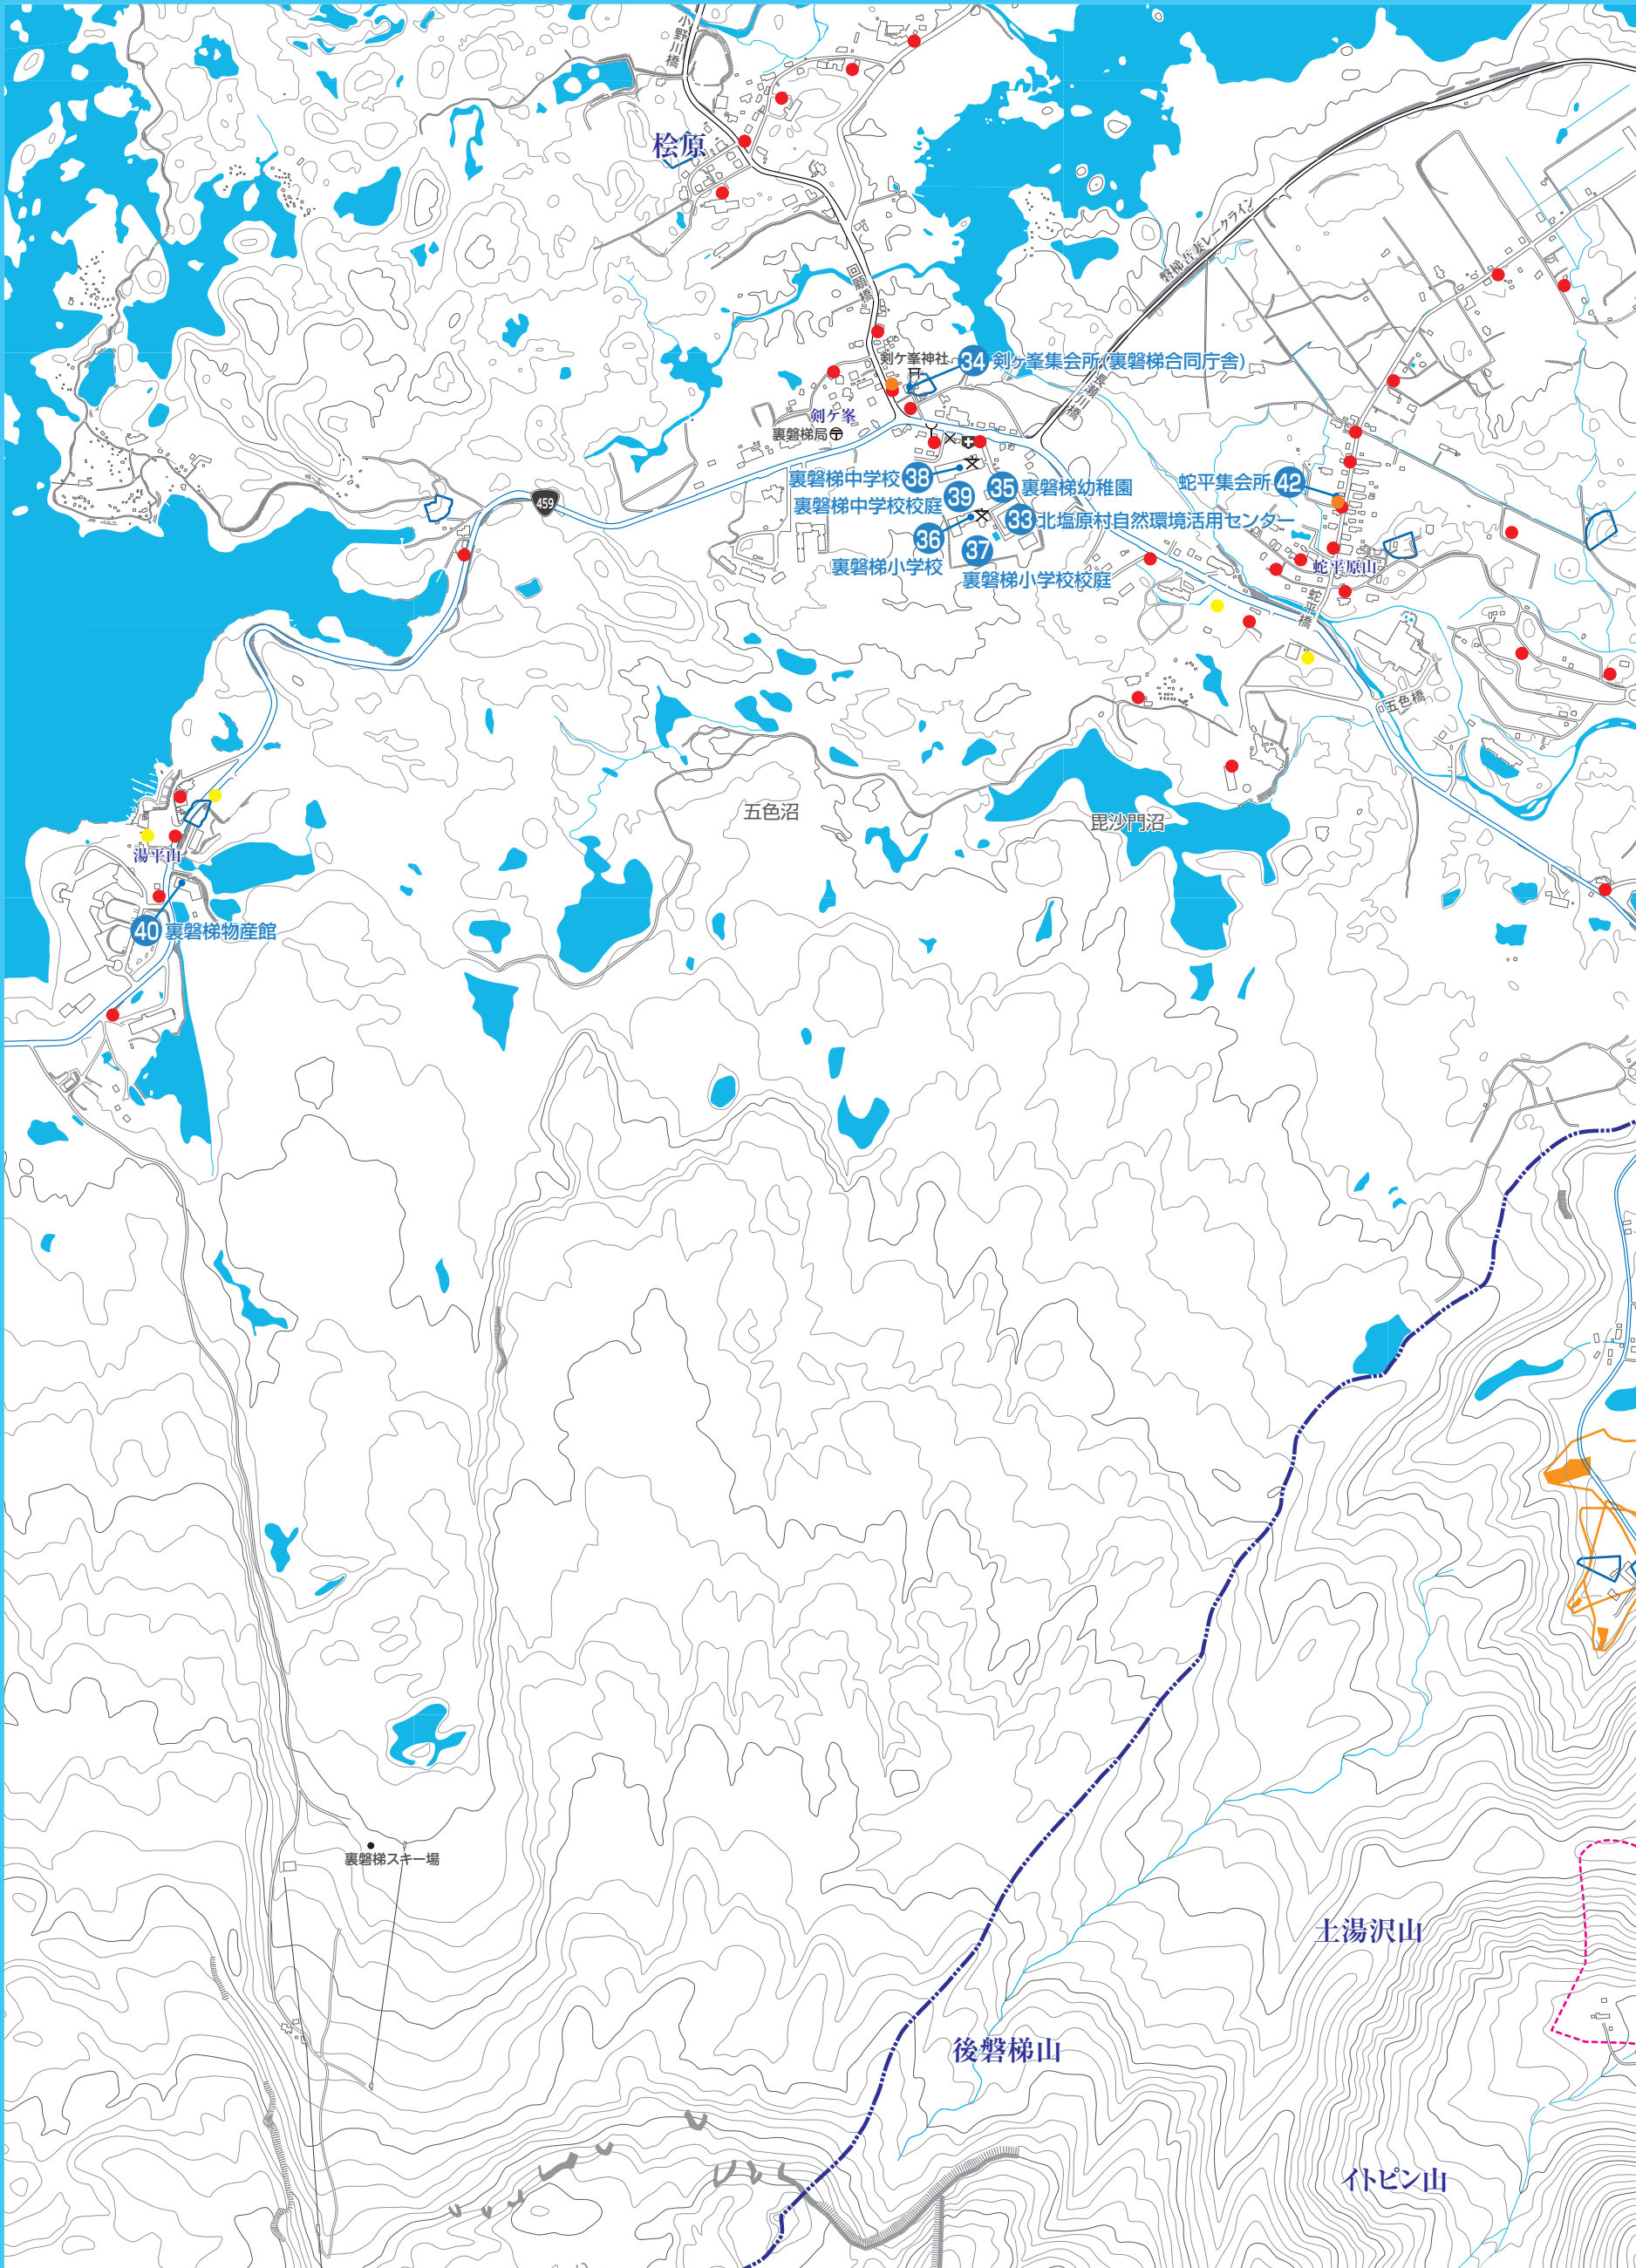 小野川橋
桧原
磐梯吾妻レークライン
回顧橋
剣ケ峯神社
34 剣ヶ峯集会所(裏磐梯合同庁舎)
長瀬川橋
剣ケ峯
裏磐梯局
裏磐梯中学校 38
35 裏磐梯幼稚園
蛇平集会所 42
裏磐梯中学校校庭 39
459
33 北塩原村自然環境活用センター
36
裏磐梯小学校
37
裏磐梯小学校校庭
蛇平原山
蛇平橋
五色橋
五色沼
毘沙門沼
湯平山
40 裏磐梯物産館
裏磐梯スキー場
土湯沢山
後磐梯山
イトピン山